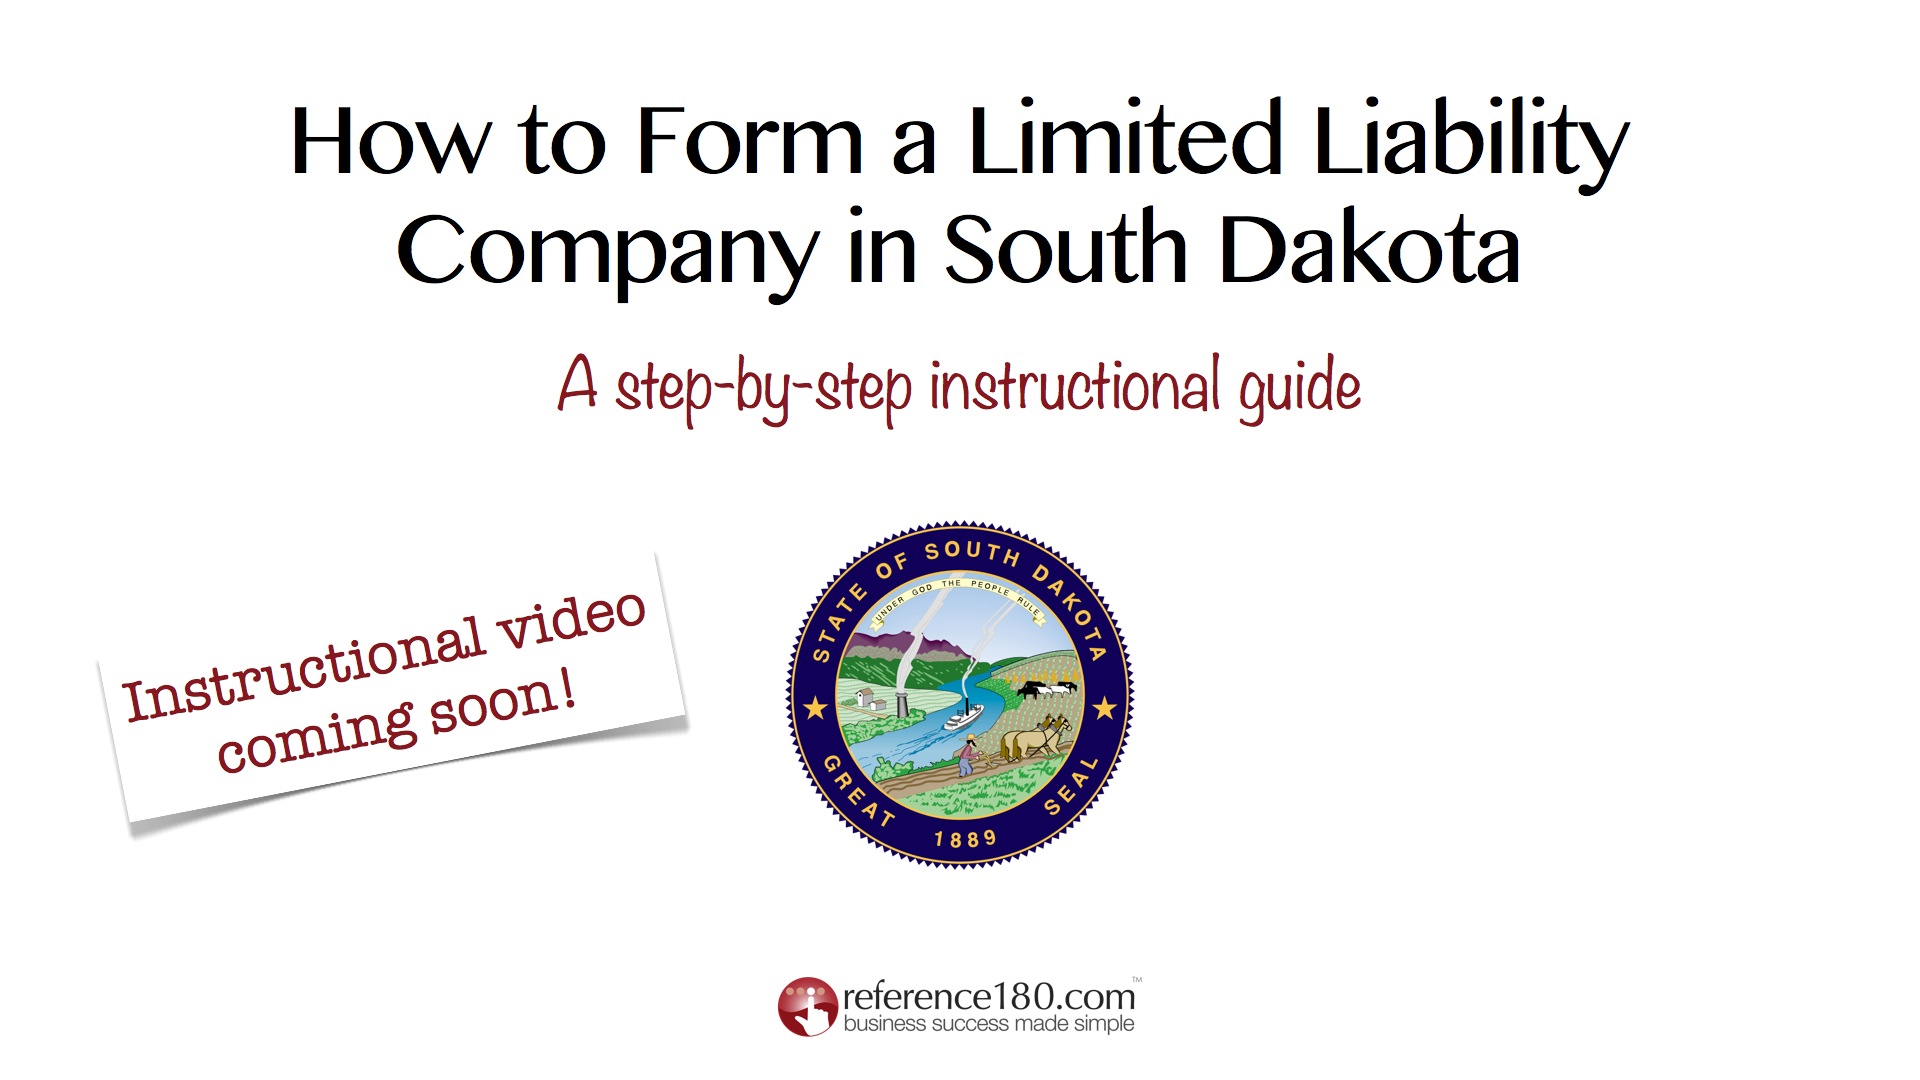 How to Form a Limited Liability
Company in South Dakota
A step-by-step instructional guide
Instructional video
coming soon!
STATE OF SOUTH DAKOTA
UNDER GOD THE PEOPLE RULE
GREAT SEAL
1889
reference180.com™
business success made simple